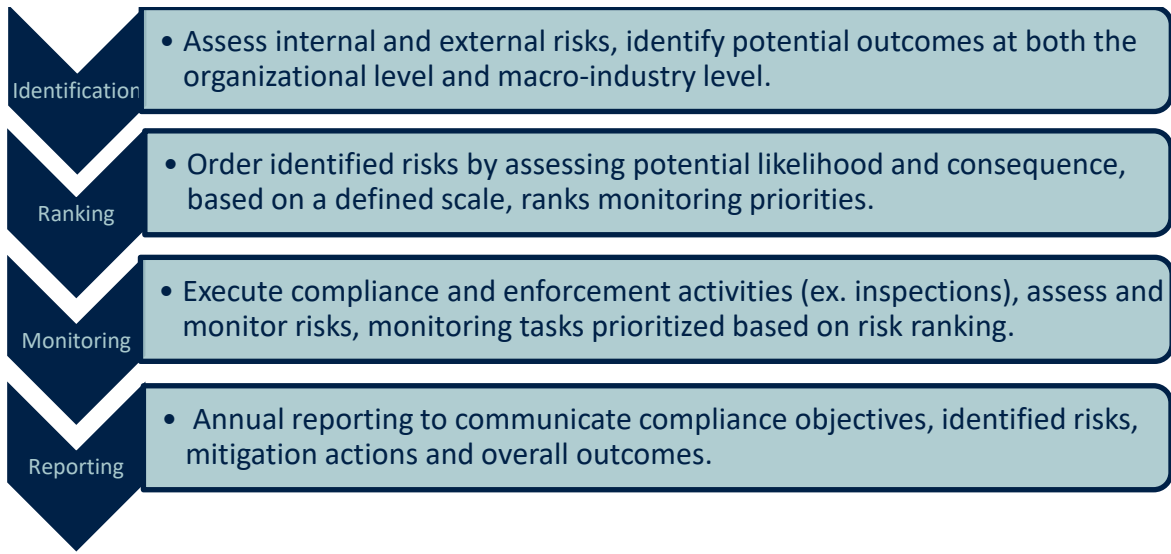 Identification
• Assess internal and external risks, identify potential outcomes at both the
organizational level and macro-industry level.
Ranking
• Order identified risks by assessing potential likelihood and consequence,
based on a defined scale, ranks monitoring priorities.
Monitoring
• Execute compliance and enforcement activities (ex. inspections), assess and
monitor risks, monitoring tasks prioritized based on risk ranking.
Reporting
• Annual reporting to communicate compliance objectives, identified risks,
mitigation actions and overall outcomes.